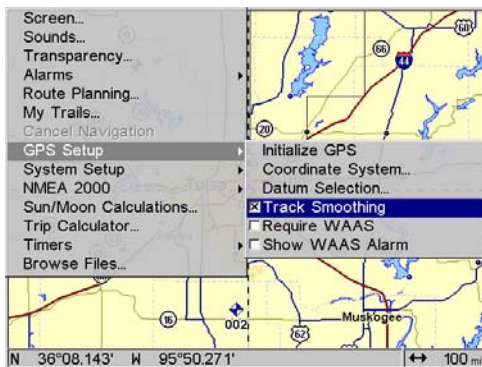 Screen...
Sounds...
Transparency...
Alarms
Route Planning...
My Trails...
Cancel Navigation
GPS Setup
System Setup
NMEA 2000
Sun/Moon Calculations...
Trip Calculator...
Timers
Browse Files...
Initialize GPS
Coordinate System...
Datum Selection...
Track Smoothing
Require WAAS
Show WAAS Alarm
60
66
44
20
16
002
62
Muskogee
N 36°08.143' W 95°50.271' ↔ 100 mi